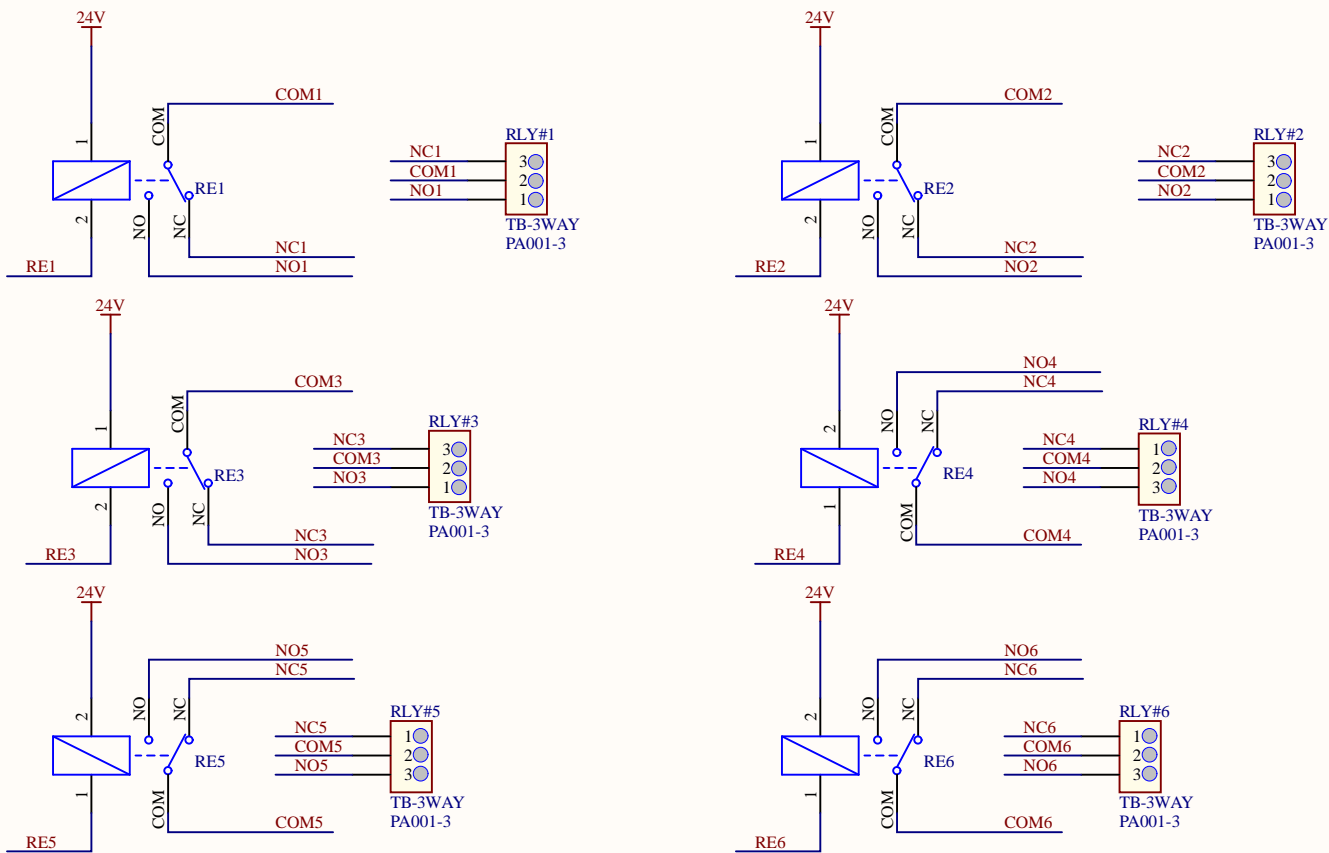 24V
COM1
COM
1
RE1
2
NO
NC
NC1
NO1
RE1
RLY#1
NC1
3
COM1
2
NO1
1
TB-3WAY
PA001-3
24V
COM2
COM
1
RE2
2
NO
NC
NC2
NO2
RE2
RLY#2
NC2
3
COM2
2
NO2
1
TB-3WAY
PA001-3
24V
COM3
COM
1
RE3
2
NO
NC
NC3
NO3
RE3
RLY#3
NC3
3
COM3
2
NO3
1
TB-3WAY
PA001-3
24V
NO4
NC4
2
NO
NC
RE4
1
COM
COM4
RE4
RLY#4
NC4
1
COM4
2
NO4
3
TB-3WAY
PA001-3
24V
NO5
NC5
2
NO
NC
RE5
1
COM
COM5
RE5
RLY#5
NC5
1
COM5
2
NO5
3
TB-3WAY
PA001-3
24V
NO6
NC6
2
NO
NC
RE6
1
COM
COM6
RE6
RLY#6
NC6
1
COM6
2
NO6
3
TB-3WAY
PA001-3